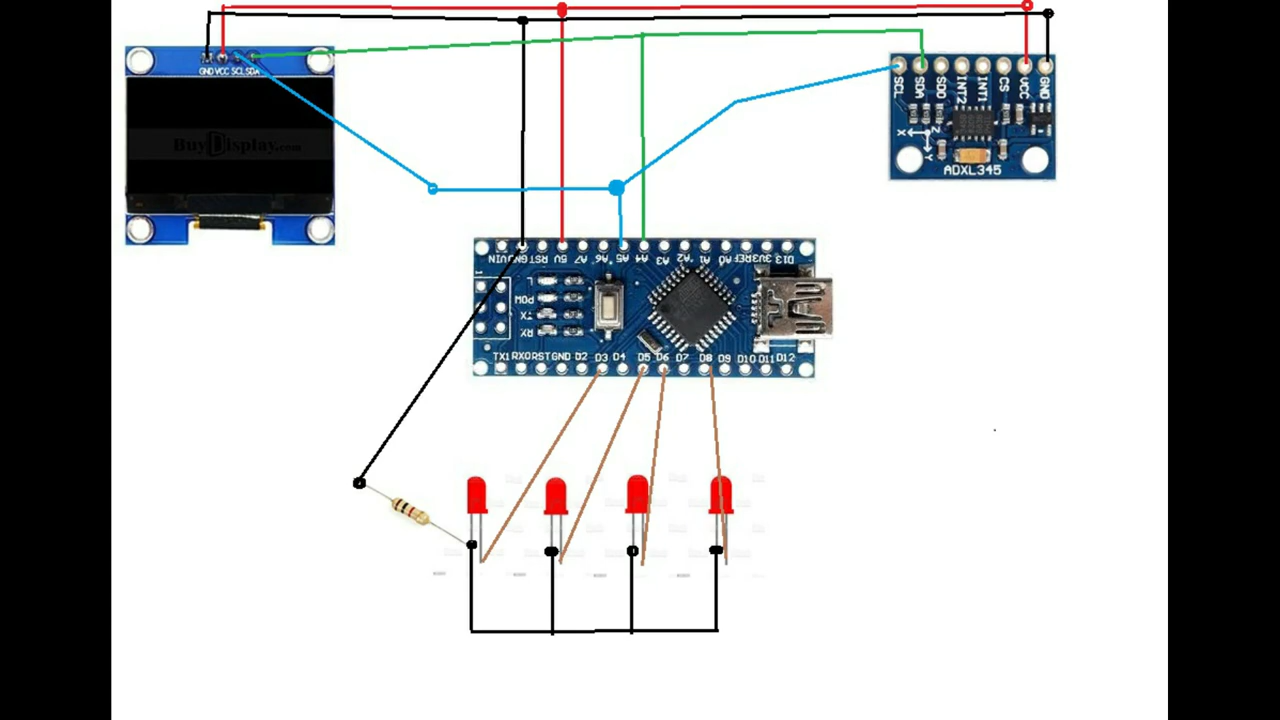 GND VCC SCL SDA
BuyDisplay.com
SCL SDA SDO INT2 INT1 CS VCC GND
X Z
Y
ADXL345
VIN GND RST 5V A7 A6 A5 A4 A3 A2 A1 A0 REF 3V3 D13
1
L
POW
TX
RX
TX1 RX0 RST GND D2 D3 D4 D5 D6 D7 D8 D9 D10 D11 D12